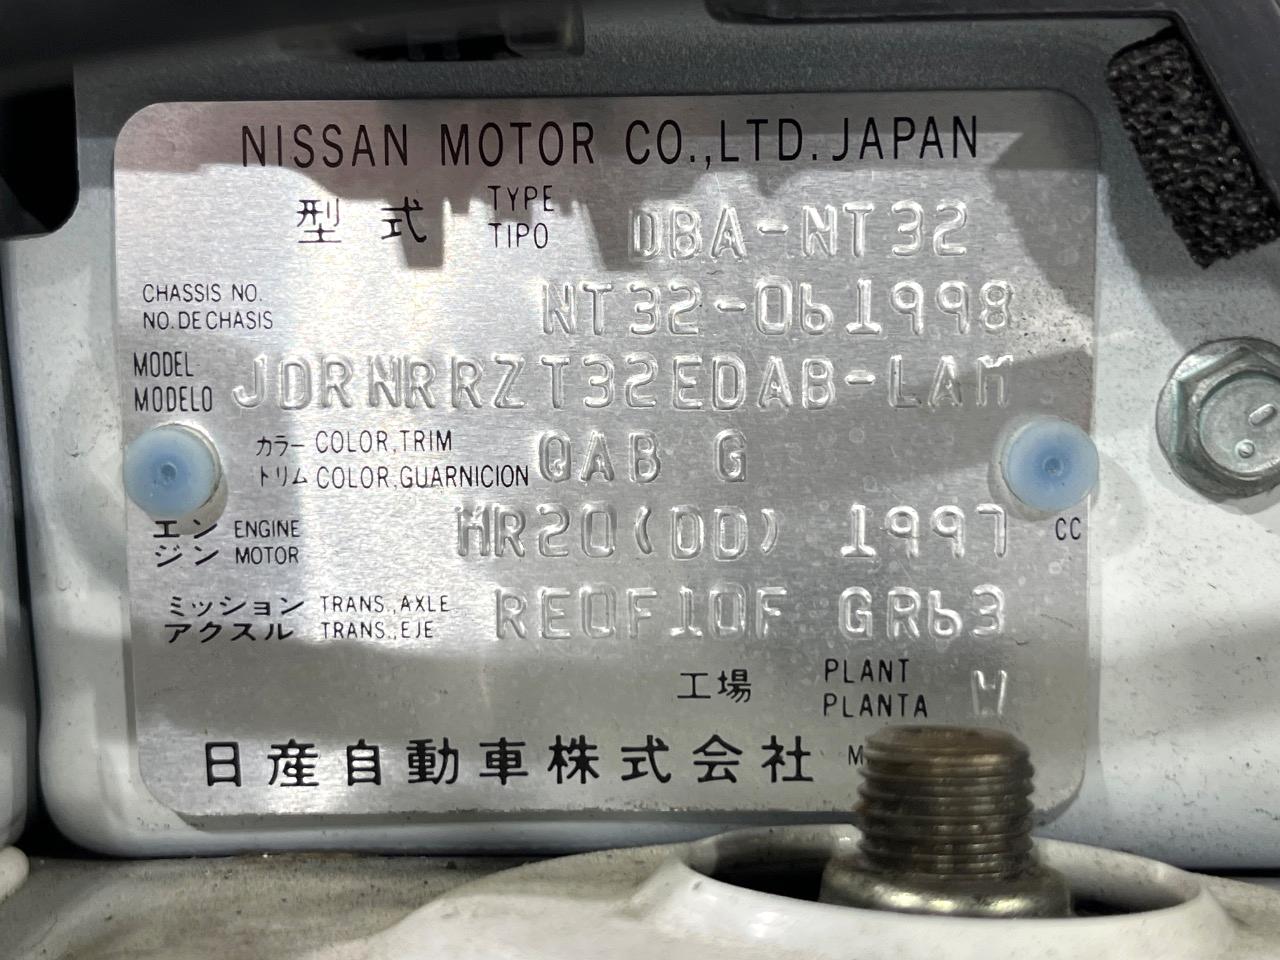 NISSAN MOTOR CO.,LTD. JAPAN
型式 TYPE TIPO DBA-NT32
CHASSIS NO. NO. DE CHASIS NT32-061998
MODEL MODELO JDRNRRZT32EDAB-LAM
カラー COLOR,TRIM
トリム COLOR,GUARNICION QAB G
エンジン ENGINE MOTOR MR20(DD) 1997 CC
ミッション TRANS.,AXLE
アクスル TRANS.,EJE RE0F10F GR63
工場 PLANT PLANTA W
日産自動車株式会社